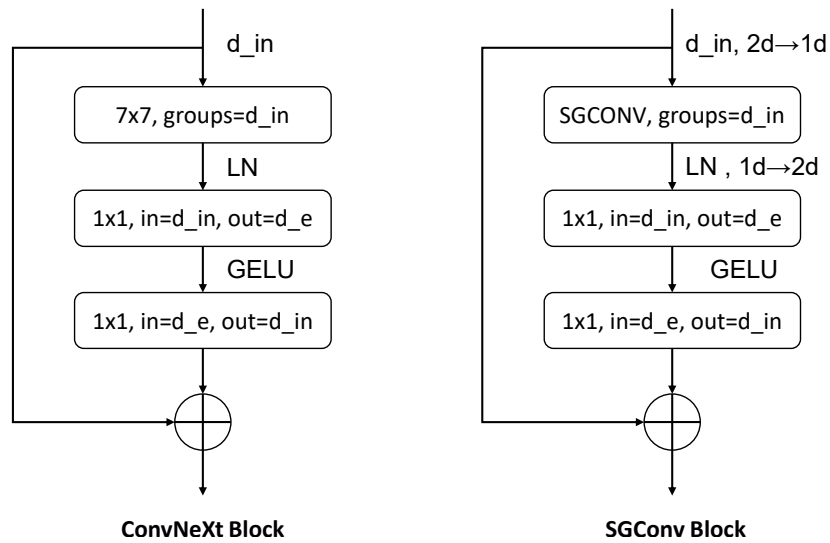 d_in
7x7, groups=d_in
LN
1x1, in=d_in, out=d_e
GELU
1x1, in=d_e, out=d_in
ConvNeXt Block
d_in, 2d→1d
SGCONV, groups=d_in
LN , 1d→2d
1x1, in=d_in, out=d_e
GELU
1x1, in=d_e, out=d_in
SGConv Block